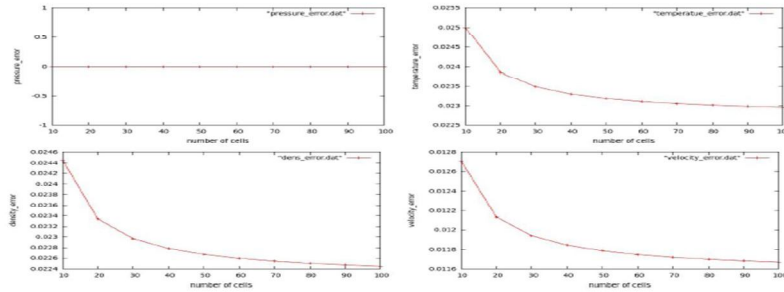 1
"pressure_error.dat"
0.5
0
-0.5
-1
pressure_error
10 20 30 40 50 60 70 80 90 100
number of cells
0.0255
"temperatue_error.dat"
0.025
0.0245
0.024
0.0235
0.023
0.0225
temperature_error
10 20 30 40 50 60 70 80 90 100
number of cells
0.0246
"dens_error.dat"
0.0244
0.0242
0.024
0.0238
0.0236
0.0234
0.0232
0.023
0.0228
0.0226
0.0224
density_error
10 20 30 40 50 60 70 80 90 100
number of cells
0.0128
"velocity_error.dat"
0.0126
0.0124
0.0122
0.012
0.0118
0.0116
velocity_error
10 20 30 40 50 60 70 80 90 100
number of cells